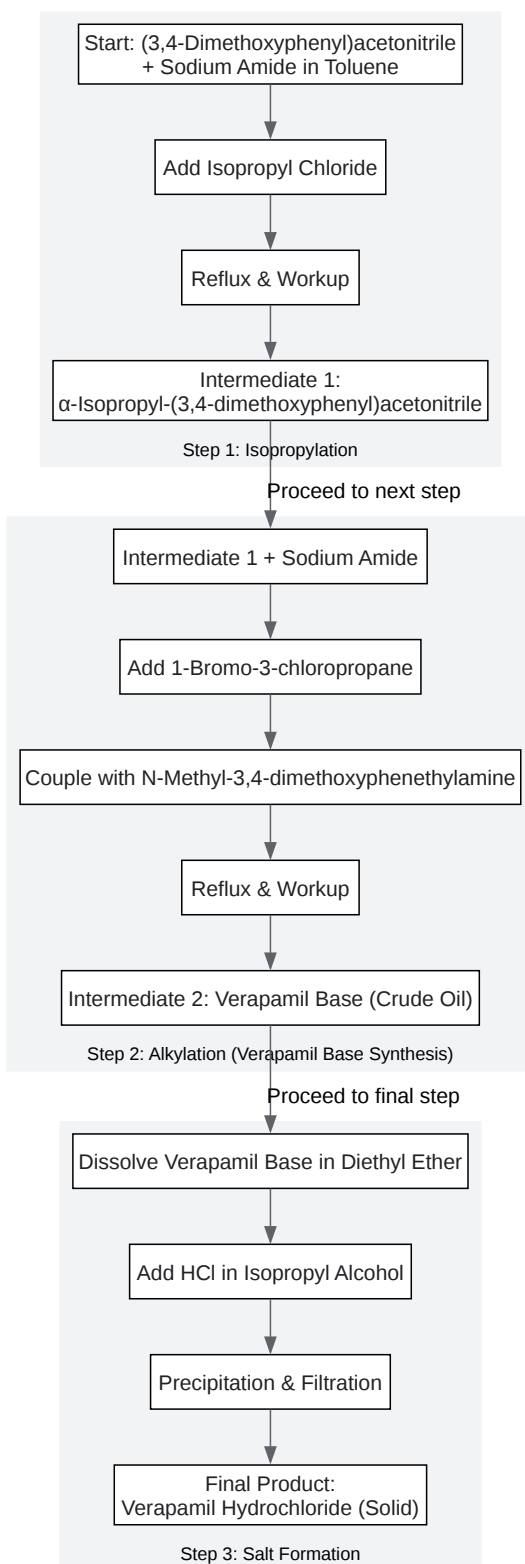 Start: (3,4-Dimethoxyphenyl)acetonitrile
+ Sodium Amide in Toluene
Add Isopropyl Chloride
Reflux & Workup
Intermediate 1:
α-Isopropyl-(3,4-dimethoxyphenyl)acetonitrile
Step 1: Isopropylation
Proceed to next step
Intermediate 1 + Sodium Amide
Add 1-Bromo-3-chloropropane
Couple with N-Methyl-3,4-dimethoxyphenethylamine
Reflux & Workup
Intermediate 2: Verapamil Base (Crude Oil)
Step 2: Alkylation (Verapamil Base Synthesis)
Proceed to final step
Dissolve Verapamil Base in Diethyl Ether
Add HCl in Isopropyl Alcohol
Precipitation & Filtration
Final Product:
Verapamil Hydrochloride (Solid)
Step 3: Salt Formation